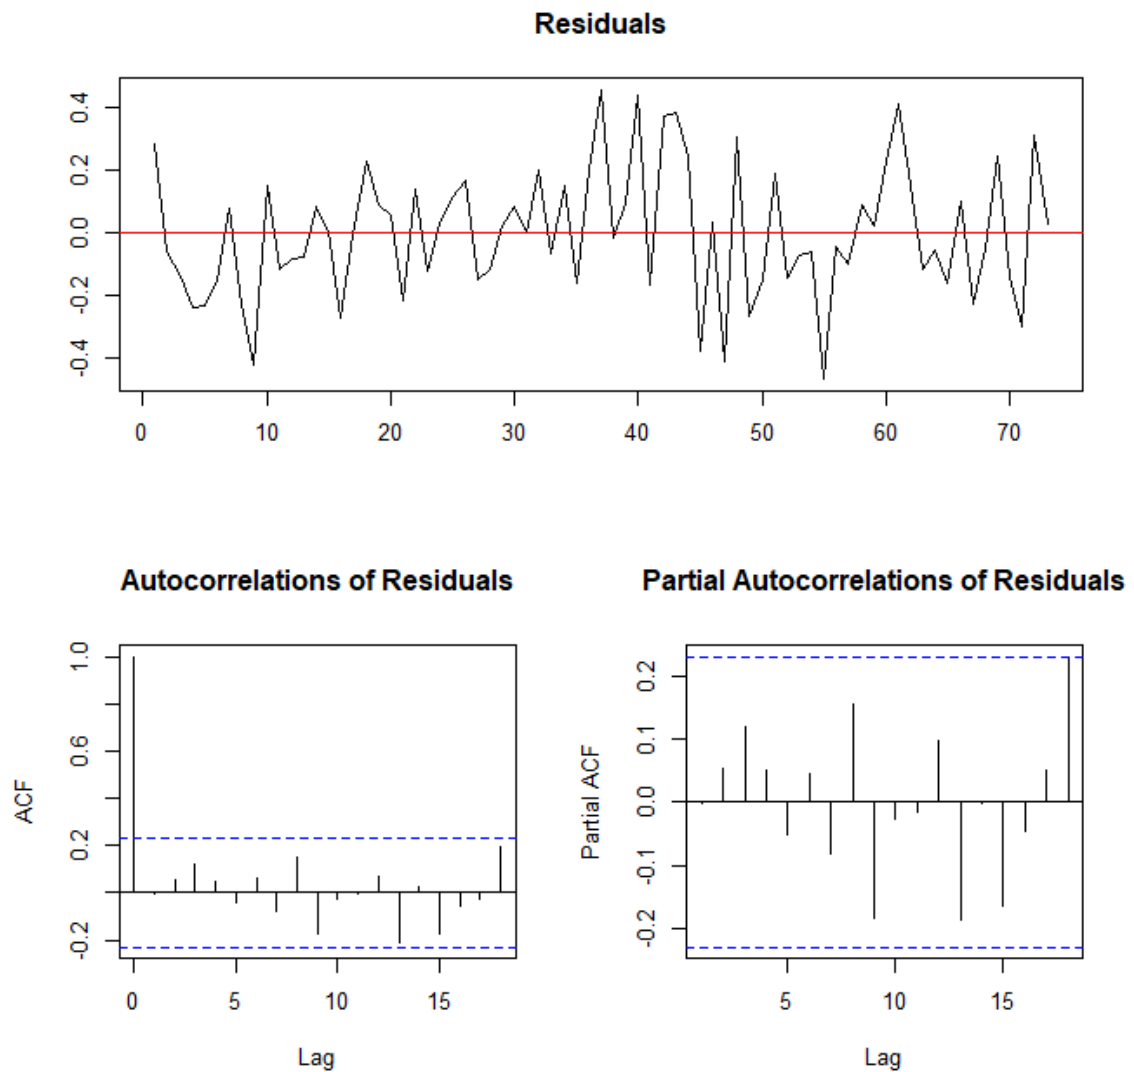 Residuals
0.4
0.2
0.0
-0.2
-0.4
0 10 20 30 40 50 60 70
Autocorrelations of Residuals
ACF
1.0
0.6
0.2
-0.2
0 5 10 15
Lag
Partial Autocorrelations of Residuals
Partial ACF
0.2
0.1
0.0
-0.1
-0.2
5 10 15
Lag